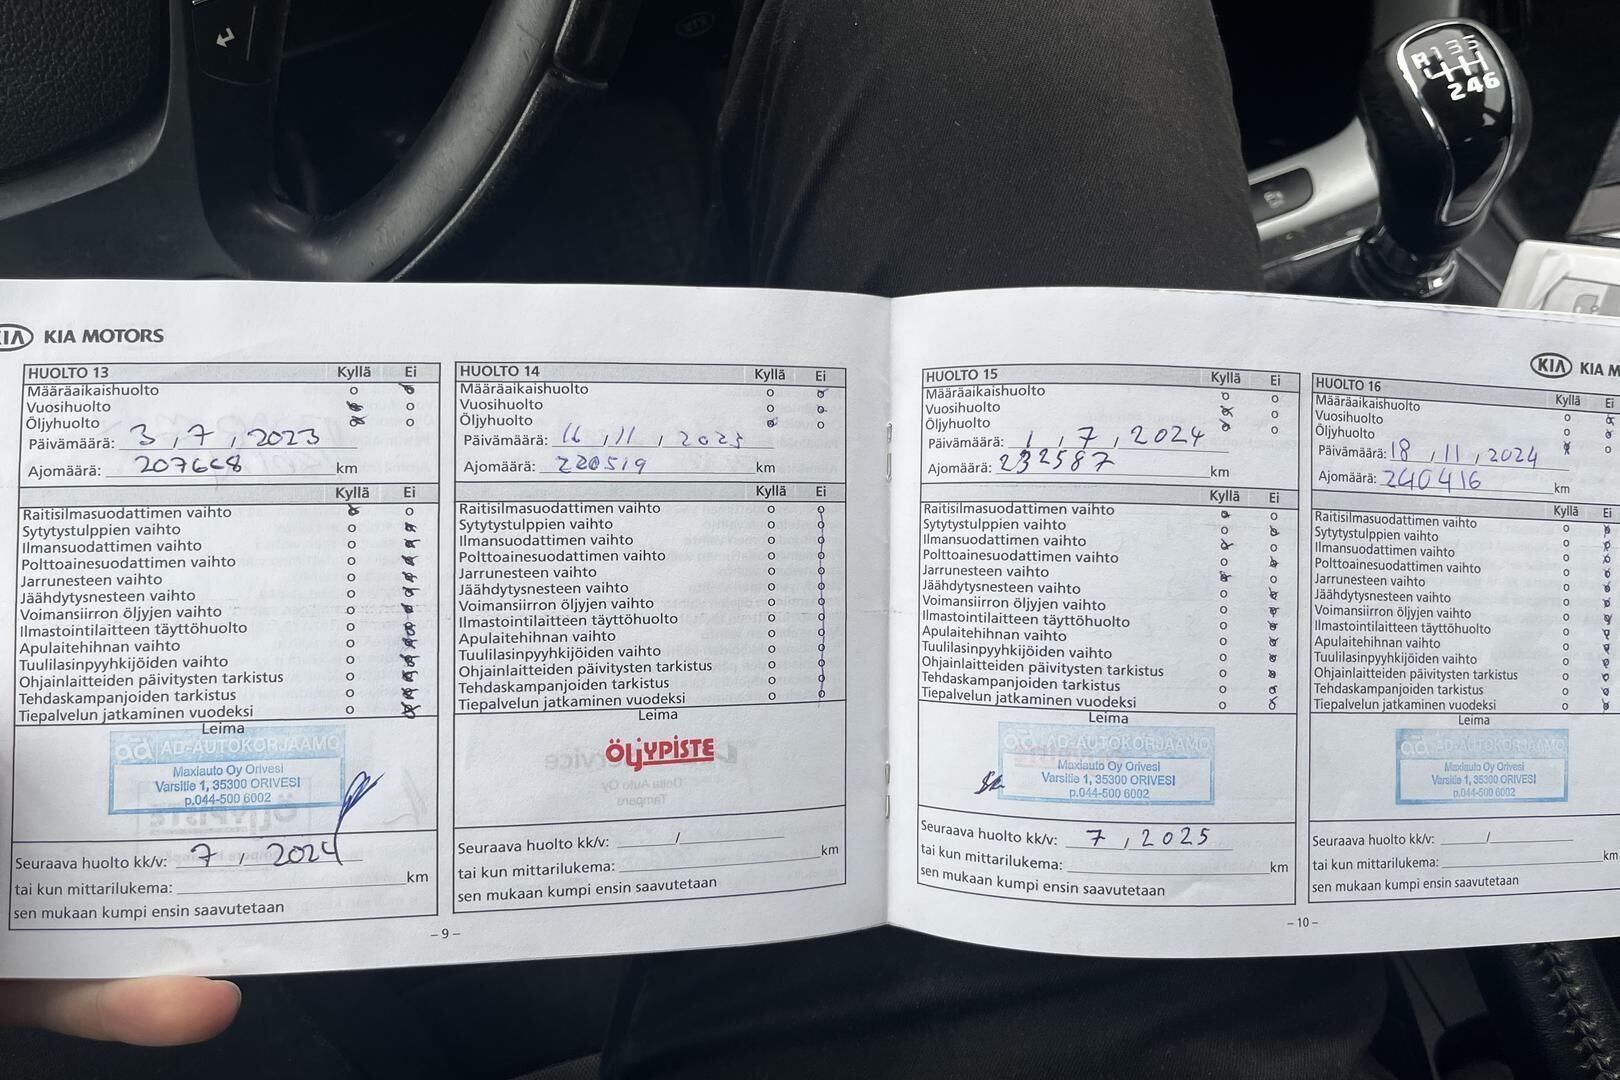 R 1 3 5
2 4 6
KIA KIA MOTORS
HUOLTO 13 Kyllä Ei
Määräaikaishuolto
Vuosihuolto
Öljyhuolto
Päivämäärä: 3 , 7 , 2023
Ajomäärä: 207668 km
Kyllä Ei
Raitisilmasuodattimen vaihto
Sytytystulppien vaihto
Ilmansuodattimen vaihto
Polttoainesuodattimen vaihto
Jarrunesteen vaihto
Jäähdytysnesteen vaihto
Voimansiirron öljyjen vaihto
Ilmastointilaitteen täyttöhuolto
Apulaitehihnan vaihto
Tuulilasinpyyhkijöiden vaihto
Ohjainlaitteiden päivitysten tarkistus
Tehdaskampanjoiden tarkistus
Tiepalvelun jatkaminen vuodeksi
Leima
ad AD-AUTOKORJAAMO
Maxiauto Oy Orivesi
Varsitie 1, 35300 ORIVESI
p.044-500 6002
Seuraava huolto kk/v: 7 , 2024
tai kun mittarilukema: km
sen mukaan kumpi ensin saavutetaan
HUOLTO 14 Kyllä Ei
Määräaikaishuolto
Vuosihuolto
Öljyhuolto
Päivämäärä: 16 , 11 , 2023
Ajomäärä: 220519 km
Kyllä Ei
Raitisilmasuodattimen vaihto
Sytytystulppien vaihto
Ilmansuodattimen vaihto
Polttoainesuodattimen vaihto
Jarrunesteen vaihto
Jäähdytysnesteen vaihto
Voimansiirron öljyjen vaihto
Ilmastointilaitteen täyttöhuolto
Apulaitehihnan vaihto
Tuulilasinpyyhkijöiden vaihto
Ohjainlaitteiden päivitysten tarkistus
Tehdaskampanjoiden tarkistus
Tiepalvelun jatkaminen vuodeksi
Leima
ÖLJYPISTE
Seuraava huolto kk/v: /
tai kun mittarilukema: km
sen mukaan kumpi ensin saavutetaan
– 9 –
KIA KIA M
HUOLTO 15 Kyllä Ei
Määräaikaishuolto
Vuosihuolto
Öljyhuolto
Päivämäärä: 1 , 7 , 2024
Ajomäärä: 232587 km
Kyllä Ei
Raitisilmasuodattimen vaihto
Sytytystulppien vaihto
Ilmansuodattimen vaihto
Polttoainesuodattimen vaihto
Jarrunesteen vaihto
Jäähdytysnesteen vaihto
Voimansiirron öljyjen vaihto
Ilmastointilaitteen täyttöhuolto
Apulaitehihnan vaihto
Tuulilasinpyyhkijöiden vaihto
Ohjainlaitteiden päivitysten tarkistus
Tehdaskampanjoiden tarkistus
Tiepalvelun jatkaminen vuodeksi
Leima
ad AD-AUTOKORJAAMO
Maxiauto Oy Orivesi
Varsitie 1, 35300 ORIVESI
p.044-500 6002
Seuraava huolto kk/v: 7 , 2025
tai kun mittarilukema: km
sen mukaan kumpi ensin saavutetaan
HUOLTO 16 Kyllä Ei
Määräaikaishuolto
Vuosihuolto
Öljyhuolto
Päivämäärä: 18 , 11 , 2024
Ajomäärä: 240416 km
Kyllä Ei
Raitisilmasuodattimen vaihto
Sytytystulppien vaihto
Ilmansuodattimen vaihto
Polttoainesuodattimen vaihto
Jarrunesteen vaihto
Jäähdytysnesteen vaihto
Voimansiirron öljyjen vaihto
Ilmastointilaitteen täyttöhuolto
Apulaitehihnan vaihto
Tuulilasinpyyhkijöiden vaihto
Ohjainlaitteiden päivitysten tarkistus
Tehdaskampanjoiden tarkistus
Tiepalvelun jatkaminen vuodeksi
Leima
ad AD-AUTOKORJAAMO
Maxiauto Oy Orivesi
Varsitie 1, 35300 ORIVESI
p.044-500 6002
Seuraava huolto kk/v: /
tai kun mittarilukema: km
sen mukaan kumpi ensin saavutetaan
– 10 –